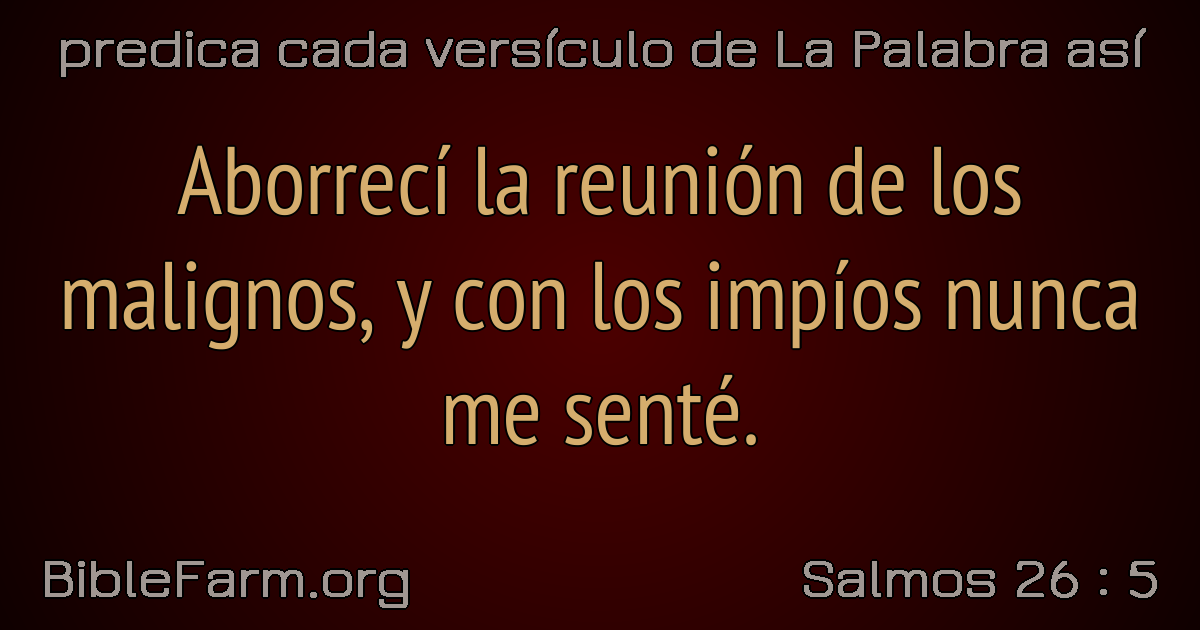 predica cada versículo de La Palabra así
Aborrecí la reunión de los
malignos, y con los impíos nunca
me senté.
BibleFarm.org
Salmos 26 : 5